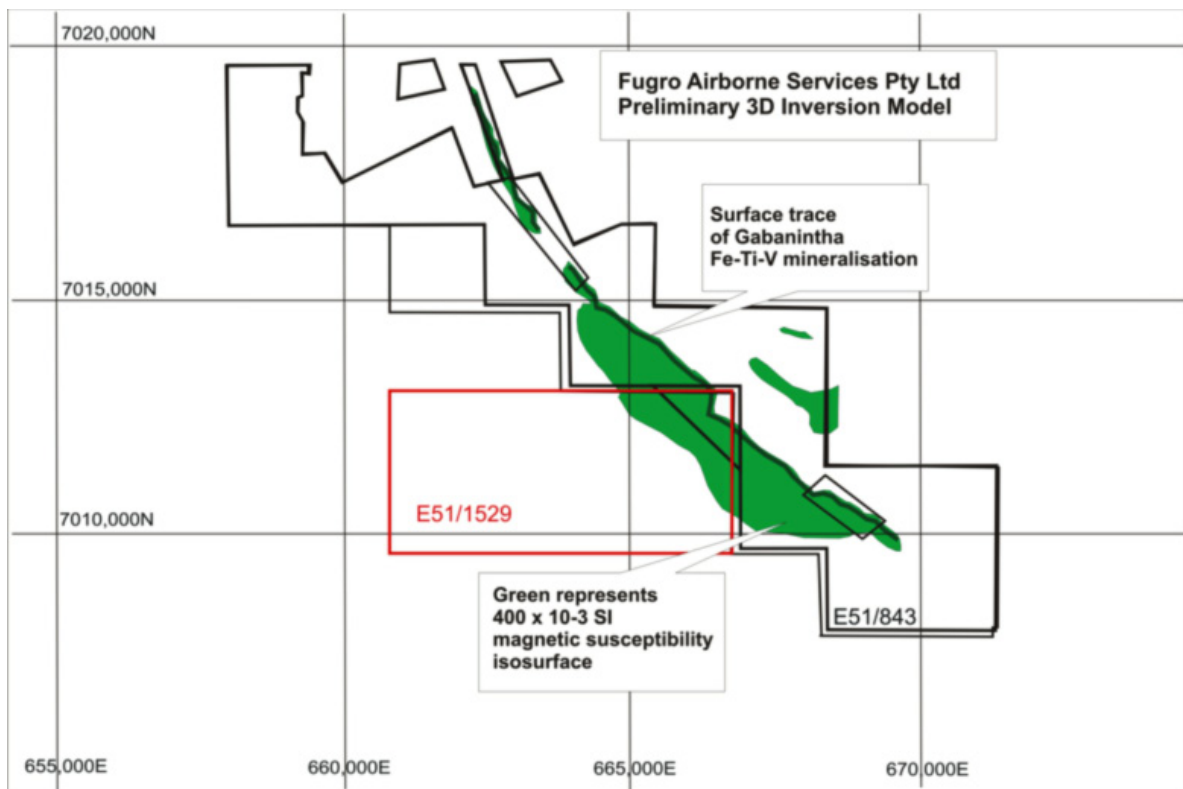 7020,000N
Fugro Airborne Services Pty Ltd
Preliminary 3D Inversion Model
Surface trace
of Gabanintha
Fe-Ti-V mineralisation
7015,000N
E51/1529
7010,000N
Green represents
400 x 10-3 SI
magnetic susceptibility
isosurface
E51/843
655,000E
660,000E
665,000E
670,000E